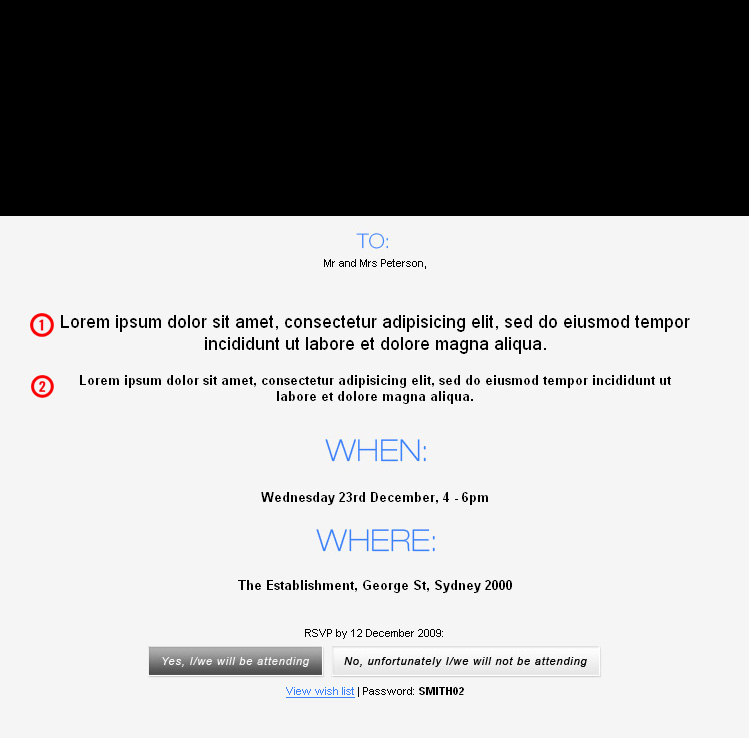 TO:
Mr and Mrs Peterson,
1 Lorem ipsum dolor sit amet, consectetur adipisicing elit, sed do eiusmod tempor
incididunt ut labore et dolore magna aliqua.
2 Lorem ipsum dolor sit amet, consectetur adipisicing elit, sed do eiusmod tempor incididunt ut
labore et dolore magna aliqua.
WHEN:
Wednesday 23rd December, 4 - 6pm
WHERE:
The Establishment, George St, Sydney 2000
RSVP by 12 December 2009:
Yes, I/we will be attending No, unfortunately I/we will not be attending
View wish list | Password: SMITH02